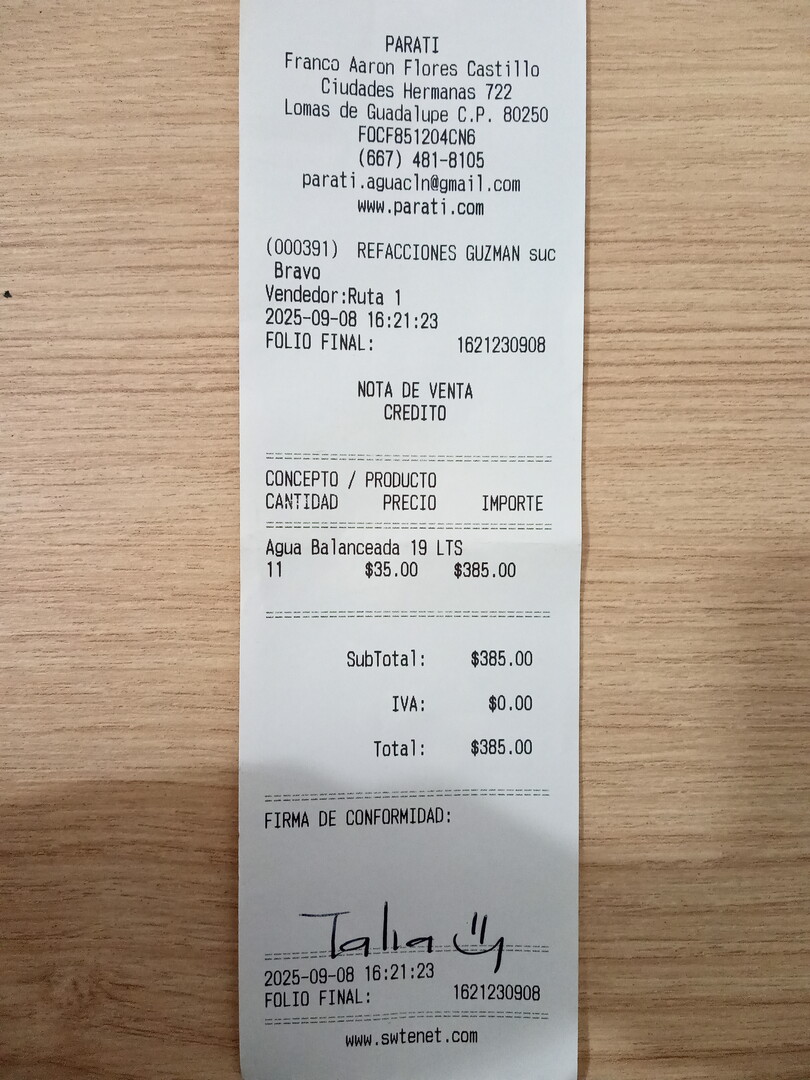 PARATI
Franco Aaron Flores Castillo
Ciudades Hermanas 722
Lomas de Guadalupe C.P. 80250
FOCF851204CN6
(667) 481-8105
parati.aguacln@gmail.com
www.parati.com
(000391) REFACCIONES GUZMAN suc
Bravo
Vendedor:Ruta 1
2025-09-08 16:21:23
FOLIO FINAL: 1621230908
NOTA DE VENTA
CREDITO
CONCEPTO / PRODUCTO
CANTIDAD PRECIO IMPORTE
Agua Balanceada 19 LTS
11 $35.00 $385.00
SubTotal: $385.00
IVA: $0.00
Total: $385.00
FIRMA DE CONFORMIDAD:
Talia
2025-09-08 16:21:23
FOLIO FINAL: 1621230908
www.swtenet.com